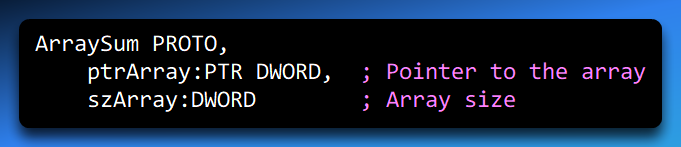 ArraySum PROTO,
    ptrArray:PTR DWORD,  ; Pointer to the array
    szArray:DWORD        ; Array size